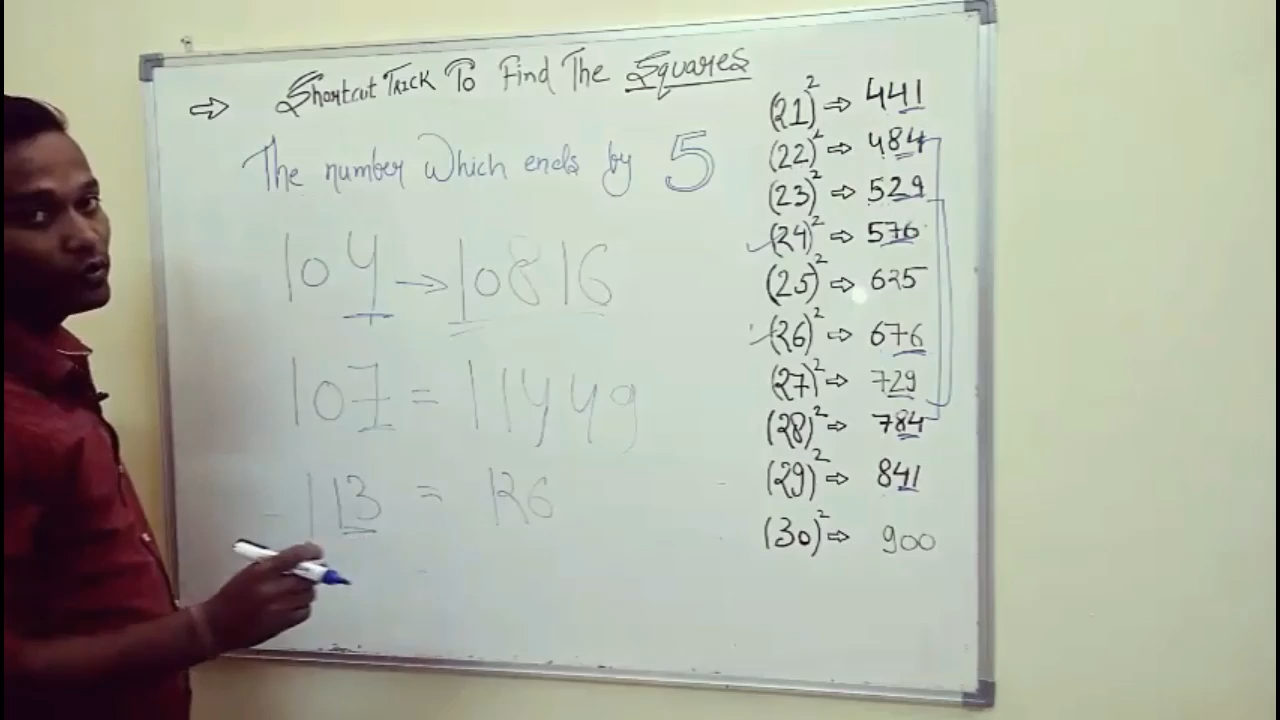 ⇨ Shortcut Trick To Find The Squares
The number which ends by 5
104 → 10816
107 = 11449
113 = 126
(21)² ⇨ 441
(22)² ⇨ 484
(23)² ⇨ 529
(24)² ⇨ 576
(25)² ⇨ 625
(26)² ⇨ 676
(27)² ⇨ 729
(28)² ⇨ 784
(29)² ⇨ 841
(30)² ⇨ 900